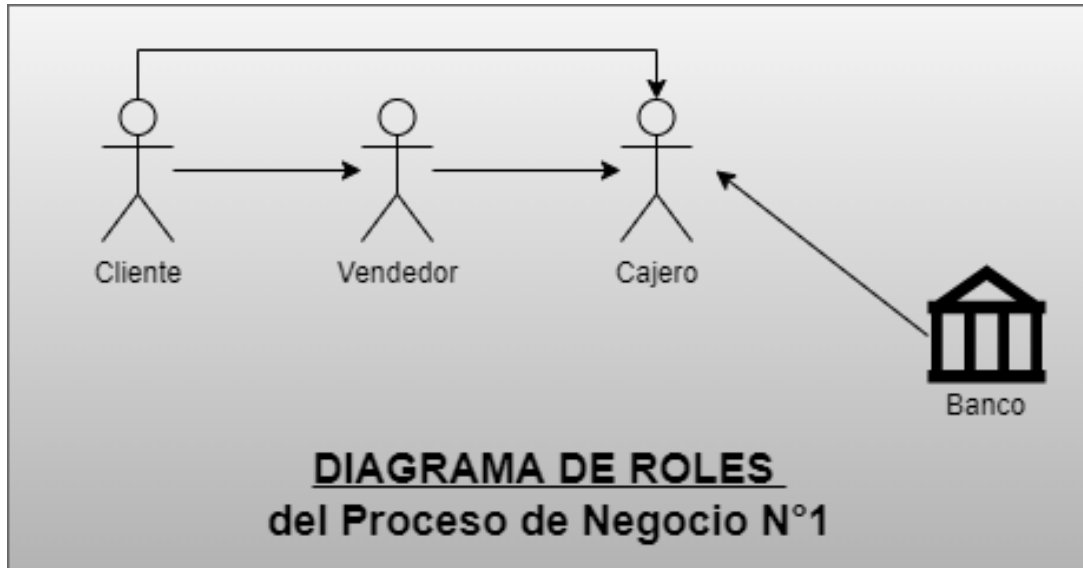 Cliente
Vendedor
Cajero
Banco
DIAGRAMA DE ROLES
del Proceso de Negocio N°1